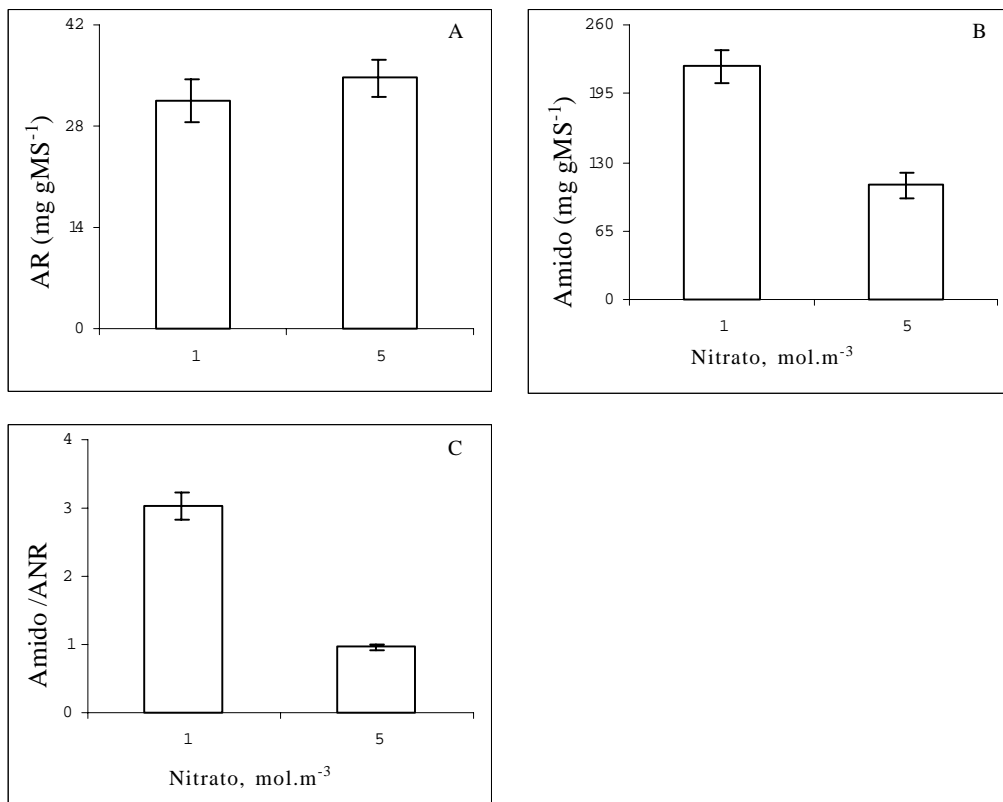 A
AR (mg gMS⁻¹)
42
28
14
0
1 5
B
Amido (mg gMS⁻¹)
260
195
130
65
0
1 5
Nitrato, mol.m⁻³
C
Amido /ANR
4
3
2
1
0
1 5
Nitrato, mol.m⁻³